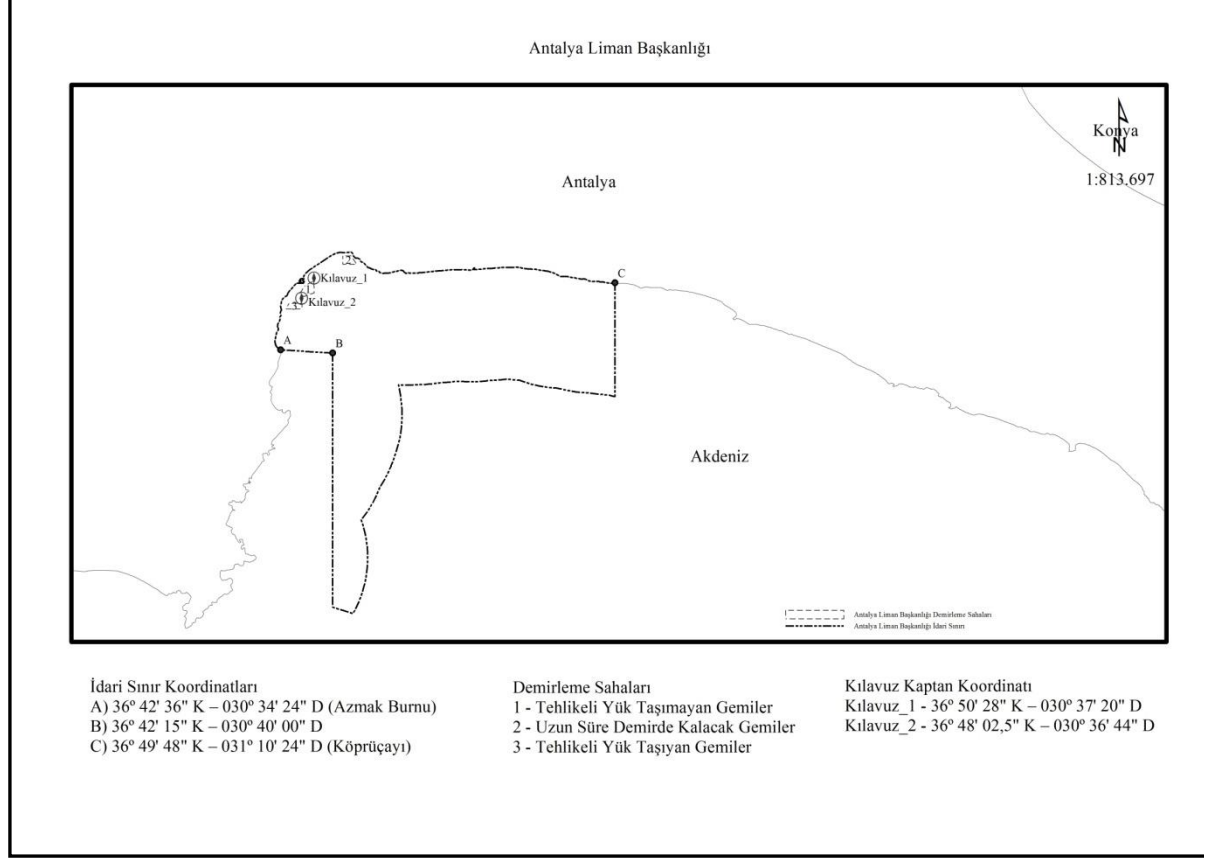 Antalya Liman Başkanlığı
Konya
N
1:813.697
Antalya
2
Kılavuz_1
1
Kılavuz_2
3
C
A
B
Akdeniz
Antalya Liman Başkanlığı Demirleme Sahaları
Antalya Liman Başkanlığı İdari Sınırı
İdari Sınır Koordinatları
A) 36º 42' 36" K – 030º 34' 24" D (Azmak Burnu)
B) 36º 42' 15" K – 030º 40' 00" D
C) 36º 49' 48" K – 031º 10' 24" D (Köprüçayı)
Demirleme Sahaları
1 - Tehlikeli Yük Taşımayan Gemiler
2 - Uzun Süre Demirde Kalacak Gemiler
3 - Tehlikeli Yük Taşıyan Gemiler
Kılavuz Kaptan Koordinatı
Kılavuz_1 - 36º 50' 28" K – 030º 37' 20" D
Kılavuz_2 - 36º 48' 02,5" K – 030º 36' 44" D